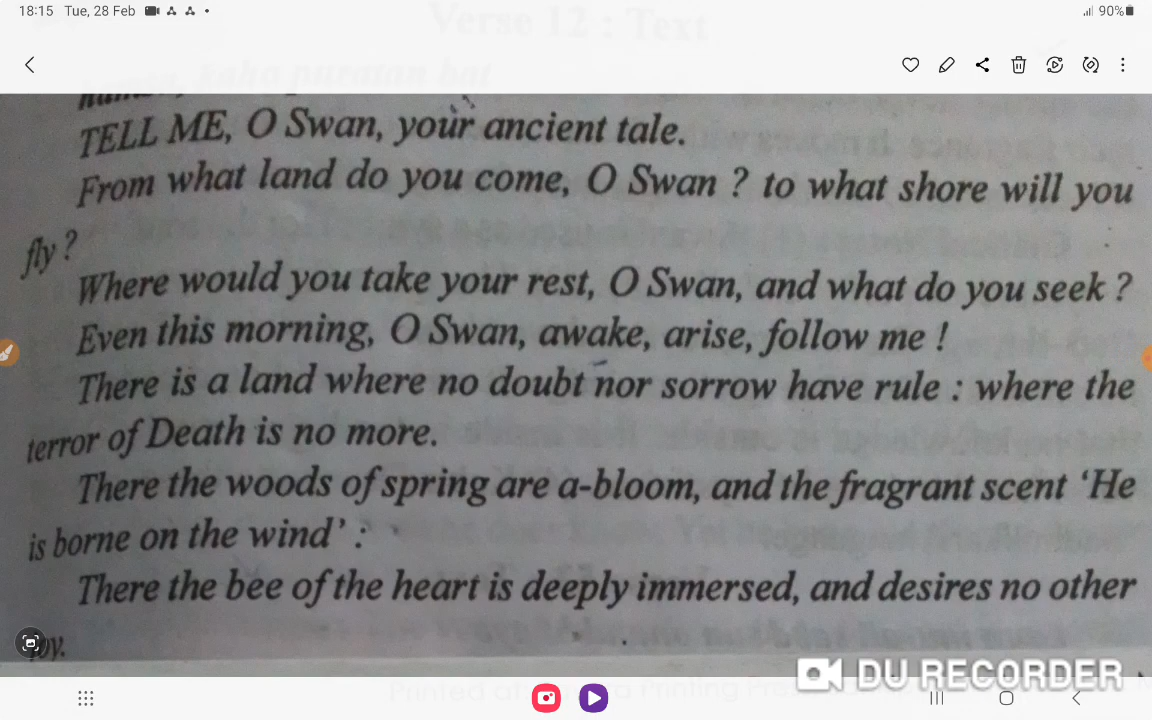 18:15 Tue, 28 Feb
90%
Verse 12 : Text
TELL ME, O Swan, your ancient tale.
From what land do you come, O Swan ? to what shore will you
fly ?
Where would you take your rest, O Swan, and what do you seek ?
Even this morning, O Swan, awake, arise, follow me !
There is a land where no doubt nor sorrow have rule : where the
terror of Death is no more.
There the woods of spring are a-bloom, and the fragrant scent ‘He
is borne on the wind’ :
There the bee of the heart is deeply immersed, and desires no other
joy.
DU RECORDER